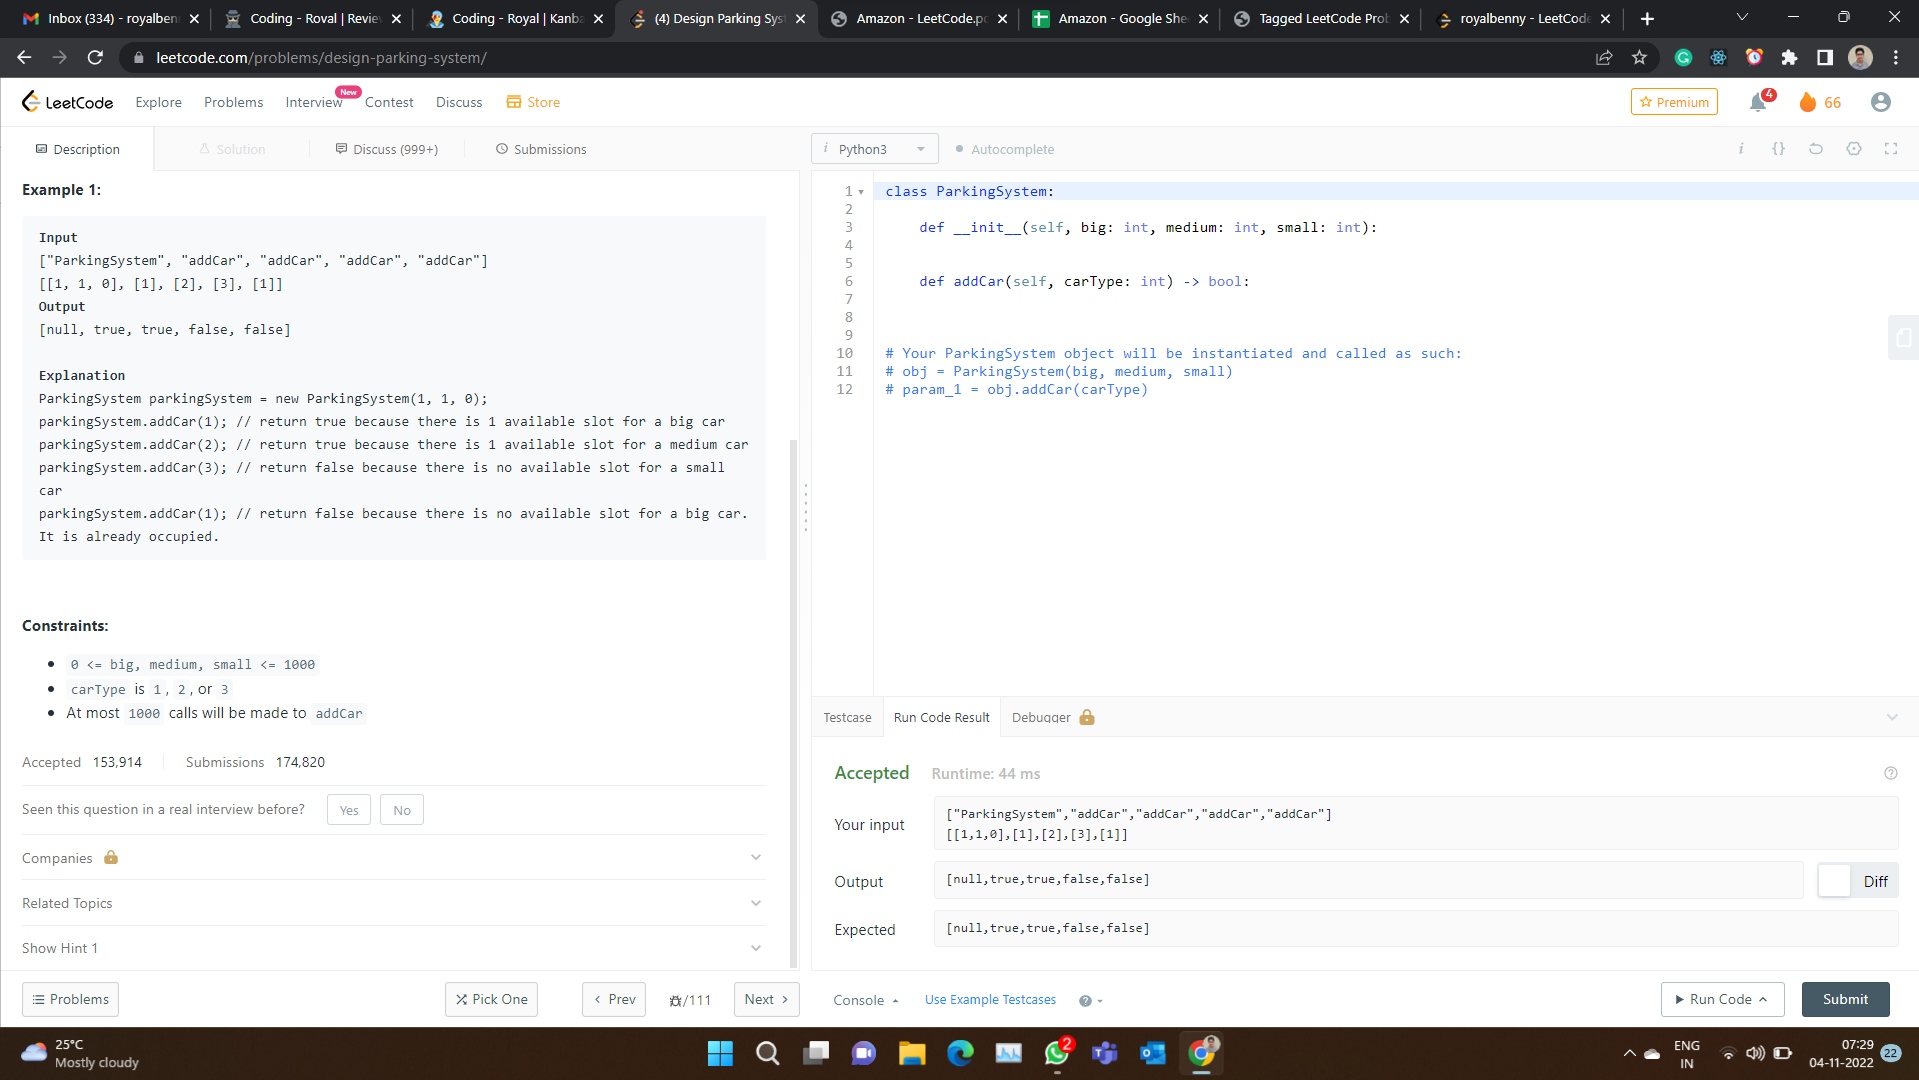 Inbox (334) - royalben
Coding - Royal | Revie
Coding - Royal | Kanba
(4) Design Parking Sys
Amazon - LeetCode.p
Amazon - Google She
Tagged LeetCode Pro
royalbenny - LeetCode
leetcode.com/problems/design-parking-system/
LeetCode
Explore
Problems
Interview
New
Contest
Discuss
Store
Premium
4
66
Description
Solution
Discuss (999+)
Submissions
i Python3
Autocomplete
i
{}
Example 1:
Input
["ParkingSystem", "addCar", "addCar", "addCar", "addCar"]
[[1, 1, 0], [1], [2], [3], [1]]
Output
[null, true, true, false, false]
Explanation
ParkingSystem parkingSystem = new ParkingSystem(1, 1, 0);
parkingSystem.addCar(1); // return true because there is 1 available slot for a big car
parkingSystem.addCar(2); // return true because there is 1 available slot for a medium car
parkingSystem.addCar(3); // return false because there is no available slot for a small
car
parkingSystem.addCar(1); // return false because there is no available slot for a big car.
It is already occupied.
Constraints:
0 <= big, medium, small <= 1000
carType is 1, 2, or 3
At most 1000 calls will be made to addCar
Accepted 153,914
Submissions 174,820
Seen this question in a real interview before?
Yes
No
Companies
Related Topics
Show Hint 1
Problems
Pick One
Prev
/111
Next
1 class ParkingSystem:
2
3 def __init__(self, big: int, medium: int, small: int):
4
5
6 def addCar(self, carType: int) -> bool:
7
8
9
10 # Your ParkingSystem object will be instantiated and called as such:
11 # obj = ParkingSystem(big, medium, small)
12 # param_1 = obj.addCar(carType)
Testcase
Run Code Result
Debugger
Accepted
Runtime: 44 ms
Your input
["ParkingSystem","addCar","addCar","addCar","addCar"]
[[1,1,0],[1],[2],[3],[1]]
Output
[null,true,true,false,false]
Diff
Expected
[null,true,true,false,false]
Console
Use Example Testcases
Run Code
Submit
25°C
Mostly cloudy
2
ENG
IN
07:29
04-11-2022
22